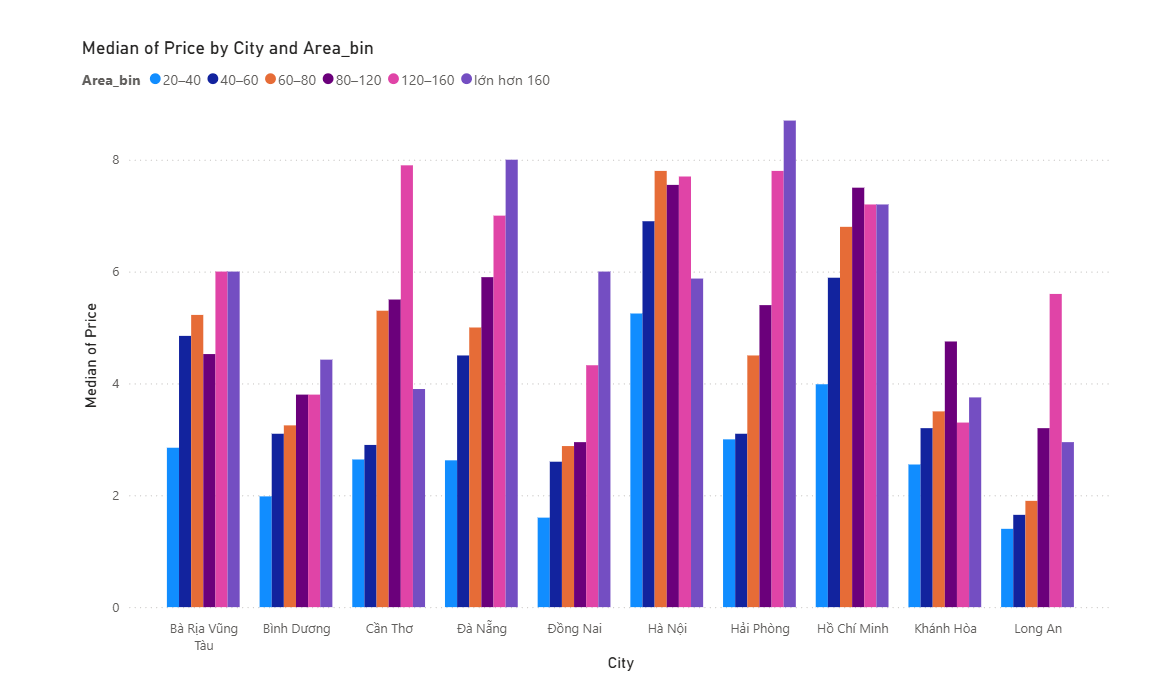 Median of Price by City and Area_bin
Area_bin 20–40 40–60 60–80 80–120 120–160 lớn hơn 160
8
6
4
2
0
Median of Price
Bà Rịa Vũng Tàu
Bình Dương
Cần Thơ
Đà Nẵng
Đồng Nai
Hà Nội
Hải Phòng
Hồ Chí Minh
Khánh Hòa
Long An
City